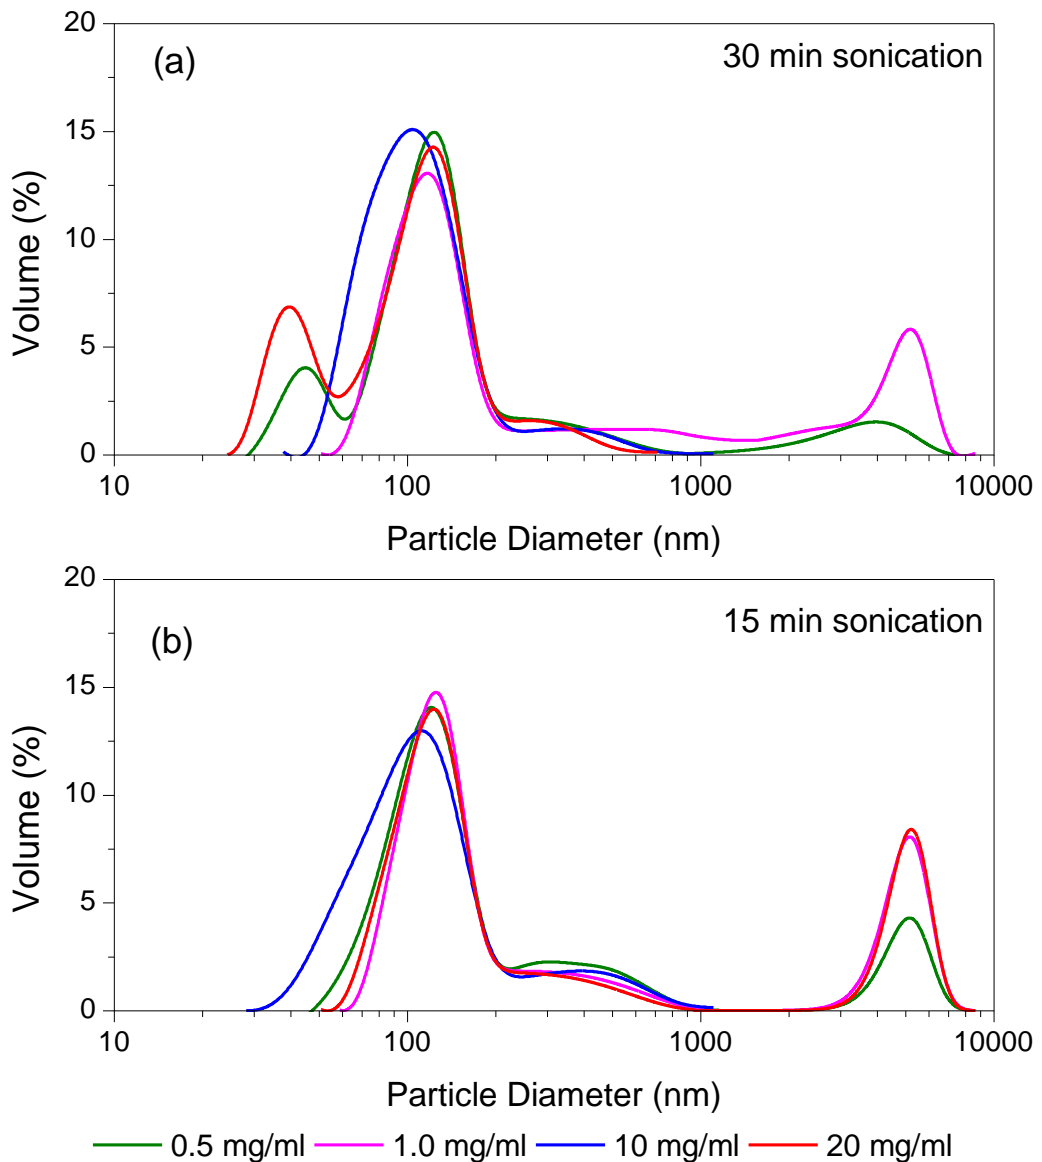 20
(a)
30 min sonication
15
Volume (%)
10
5
0
10 100 1000 10000
Particle Diameter (nm)
20
(b)
15 min sonication
15
Volume (%)
10
5
0
10 100 1000 10000
Particle Diameter (nm)
0.5 mg/ml 1.0 mg/ml 10 mg/ml 20 mg/ml